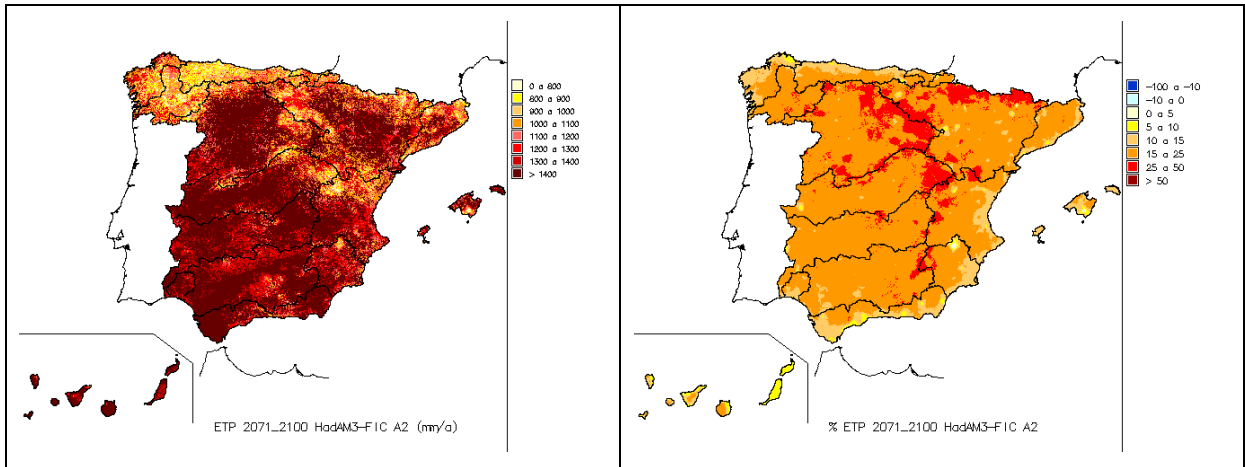 0 a 800
800 a 900
900 a 1000
1000 a 1100
1100 a 1200
1200 a 1300
1300 a 1400
> 1400
ETP 2071_2100 HadAM3-FIC A2 (mm/a)
-100 a -10
-10 a 0
0 a 5
5 a 10
10 a 15
15 a 25
25 a 50
> 50
% ETP 2071_2100 HadAM3-FIC A2